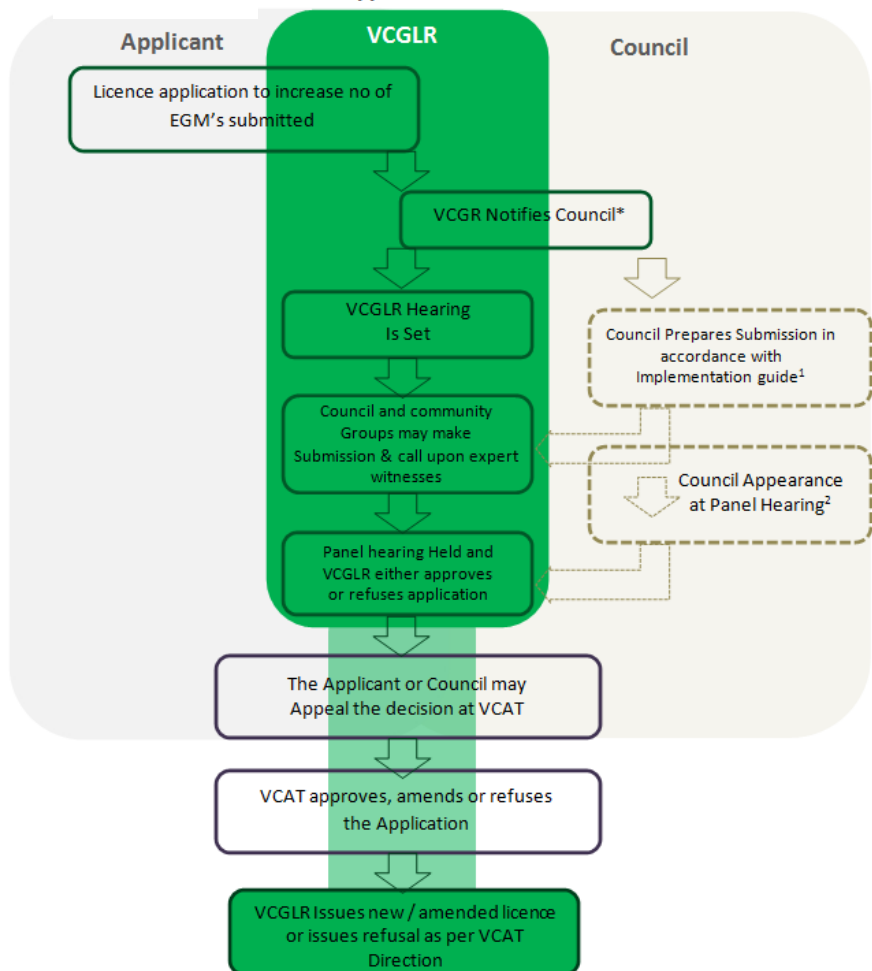 Applicant
VCGLR
Council
Licence application to increase no of
EGM's submitted
VCGR Notifies Council*
VCGLR Hearing
Is Set
Council Prepares Submission in
accordance with
Implementation guide1
Council and community
Groups may make
Submission & call upon expert
witnesses
Council Appearance
at Panel Hearing2
Panel hearing Held and
VCGLR either approves
or refuses application
The Applicant or Council may
Appeal the decision at VCAT
VCAT approves, amends or refuses
the Application
VCGLR Issues new / amended licence
or issues refusal as per VCAT
Direction